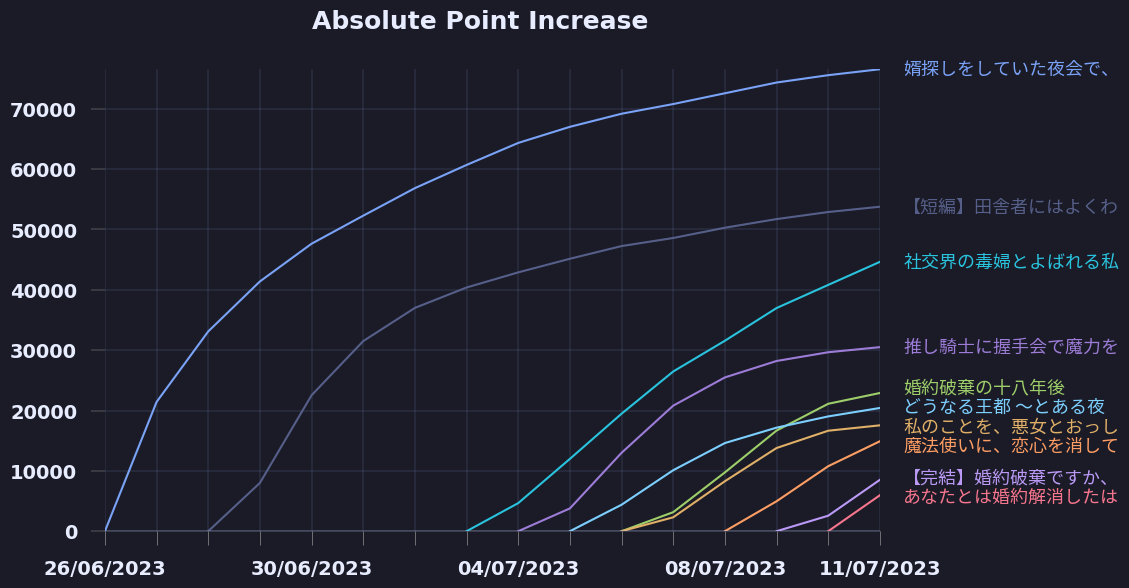 Absolute Point Increase
婿探しをしていた夜会で、
70000
60000
【短編】田舎者にはよくわ
50000
社交界の毒婦とよばれる私
40000
推し騎士に握手会で魔力を
30000
婚約破棄の十八年後
どうなる王都 ～とある夜
20000
私のことを、悪女とおっし
魔法使いに、恋心を消して
10000
【完結】婚約破棄ですか、
あなたとは婚約解消したは
0
26/06/2023 30/06/2023 04/07/2023 08/07/2023 11/07/2023